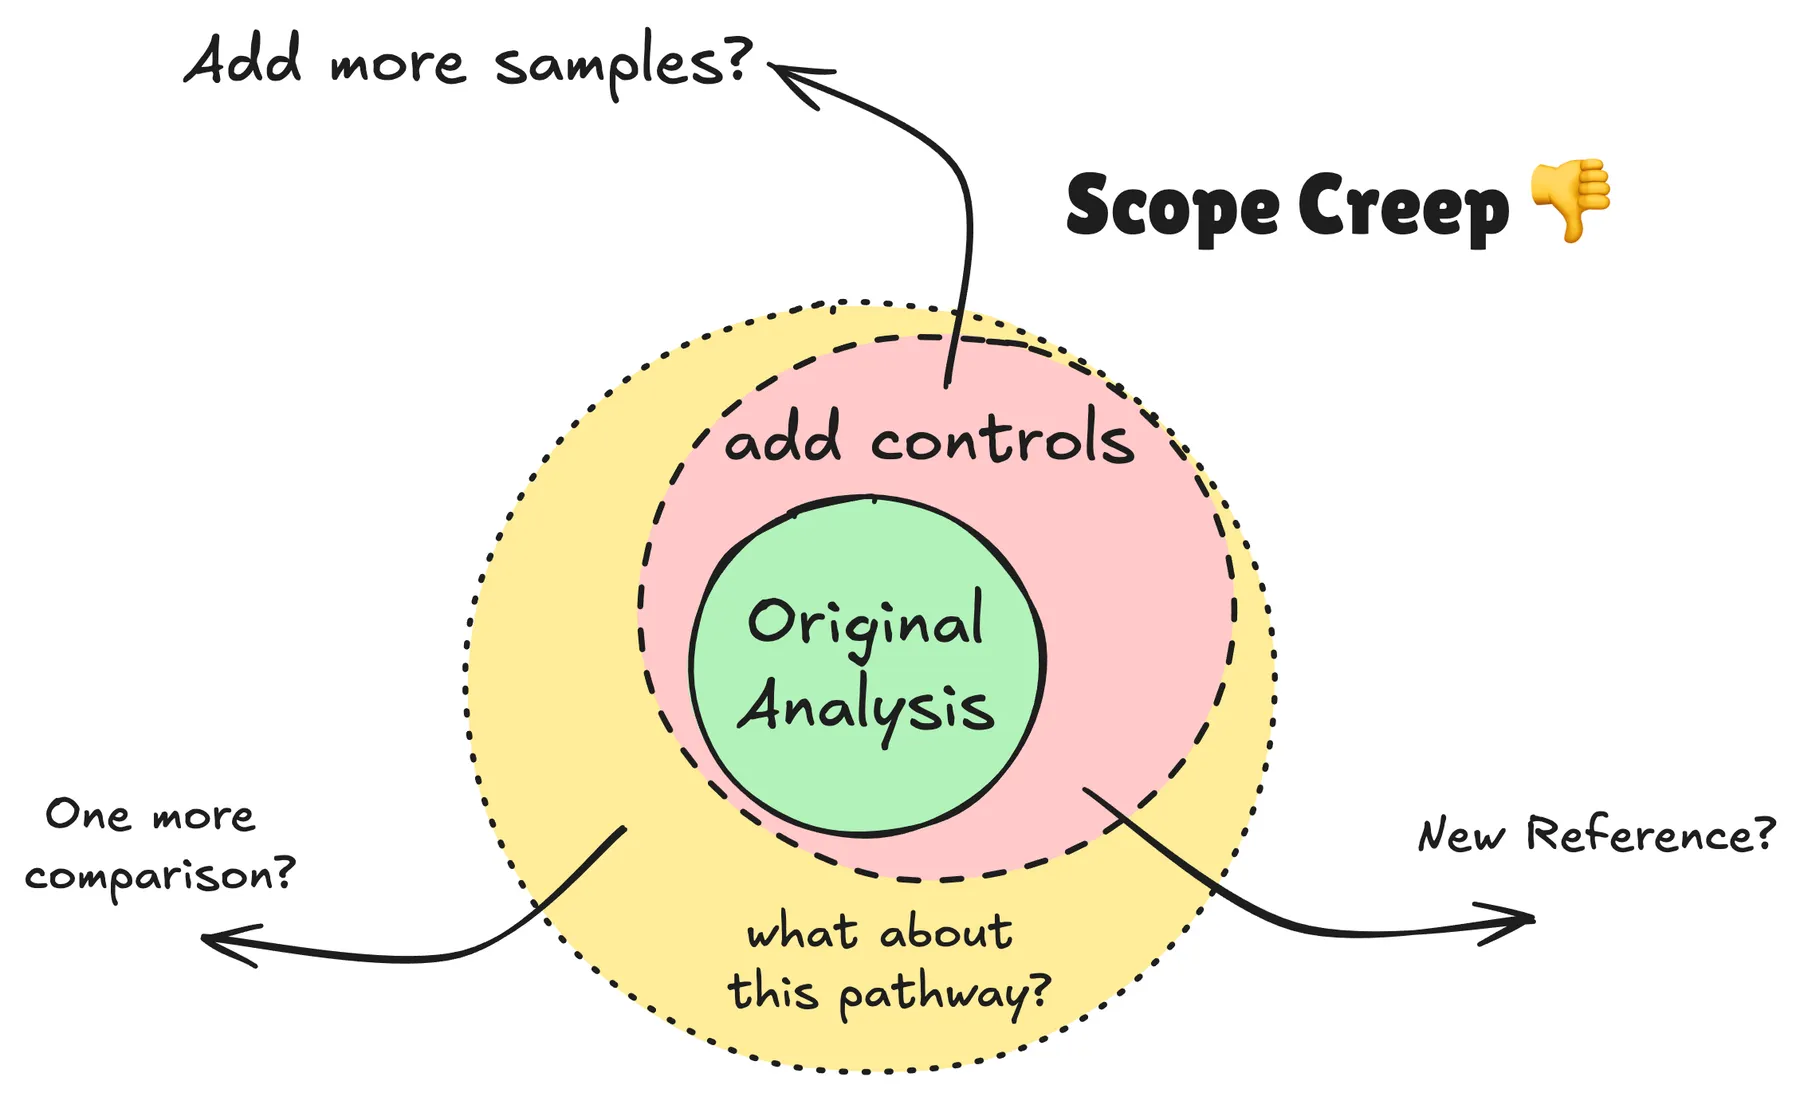 Add more samples?
Scope Creep 👎
add controls
Original
Analysis
One more
comparison?
New Reference?
what about
this pathway?